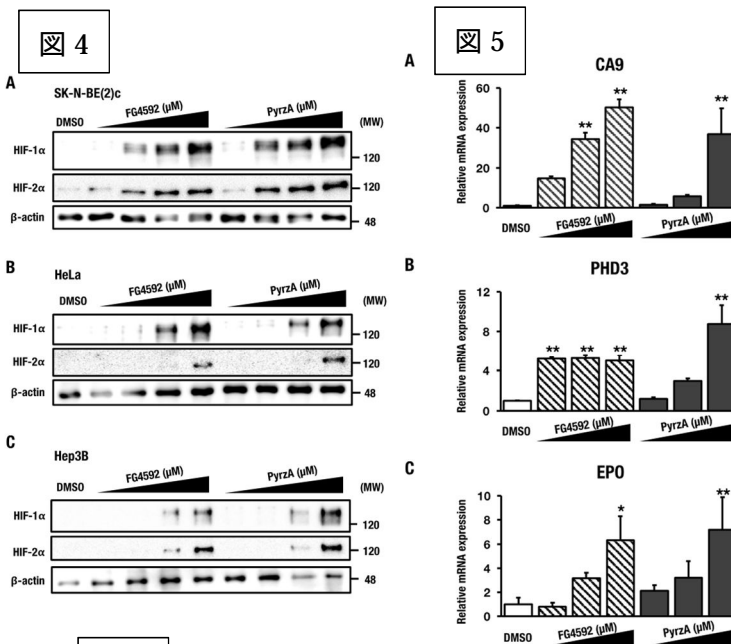 図 4
A
SK-N-BE(2)c
DMSO
FG4592 (μM)
PyrzA (μM)
(MW)
HIF-1α
120
HIF-2α
120
β-actin
48
B
HeLa
DMSO
FG4592 (μM)
PyrzA (μM)
(MW)
HIF-1α
120
HIF-2α
120
β-actin
48
C
Hep3B
DMSO
FG4592 (μM)
PyrzA (μM)
(MW)
HIF-1α
120
HIF-2α
120
β-actin
48
図 5
A
CA9
Relative mRNA expression
60
40
20
0
**
**
**
DMSO
FG4592 (μM)
PyrzA (μM)
B
PHD3
Relative mRNA expression
12
8
4
0
**
**
**
**
DMSO
FG4592 (μM)
PyrzA (μM)
C
EPO
Relative mRNA expression
10
8
6
4
2
0
*
**
DMSO
FG4592 (μM)
PyrzA (μM)